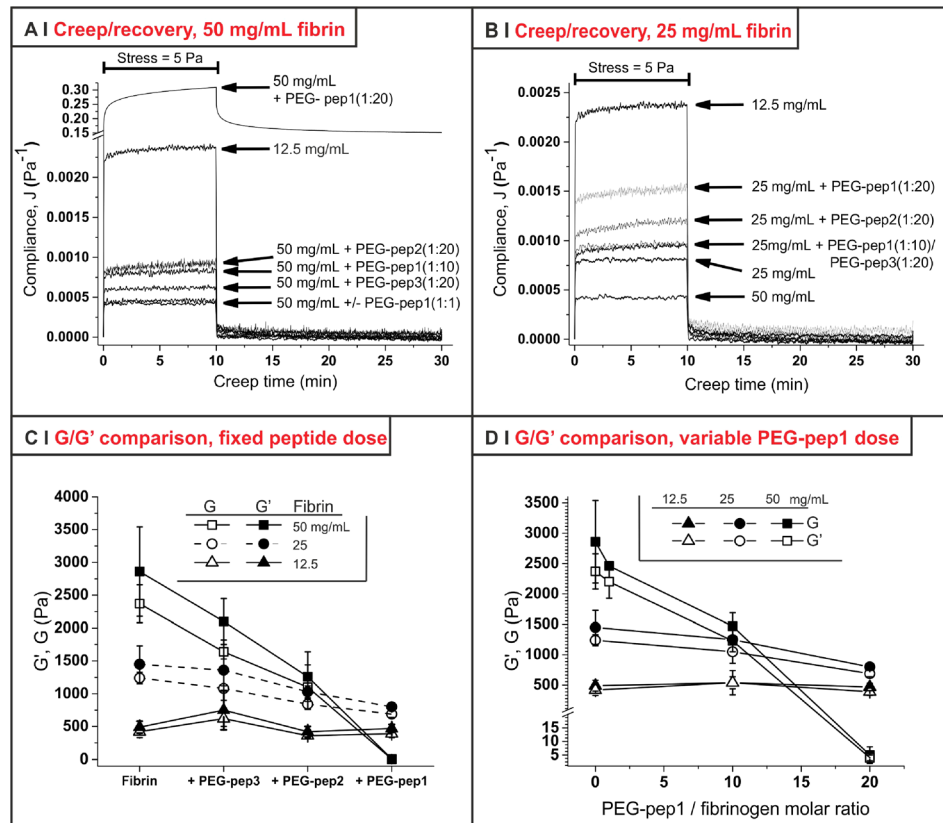 A I Creep/recovery, 50 mg/mL fibrin
Stress = 5 Pa
50 mg/mL
+ PEG- pep1(1:20)
12.5 mg/mL
50 mg/mL + PEG-pep2(1:20)
50 mg/mL + PEG-pep1(1:10)
50 mg/mL + PEG-pep3(1:20)
50 mg/mL +/- PEG-pep1(1:1)
Compliance, J (Pa-1)
0.30
0.25
0.20
0.15
0.0020
0.0015
0.0010
0.0005
0.0000
0 5 10 15 20 25 30
Creep time (min)
B I Creep/recovery, 25 mg/mL fibrin
Stress = 5 Pa
12.5 mg/mL
25 mg/mL + PEG-pep1(1:20)
25 mg/mL + PEG-pep2(1:20)
25mg/mL + PEG-pep1(1:10)/
PEG-pep3(1:20)
25 mg/mL
50 mg/mL
Compliance, J (Pa-1)
0.0025
0.0020
0.0015
0.0010
0.0005
0.0000
0 5 10 15 20 25 30
Creep time (min)
C I G/G' comparison, fixed peptide dose
G G' Fibrin
50 mg/mL
25
12.5
G', G (Pa)
4000
3500
3000
2500
2000
1500
1000
500
0
Fibrin + PEG-pep3 + PEG-pep2 + PEG-pep1
D I G/G' comparison, variable PEG-pep1 dose
12.5 25 50 mg/mL
G
G'
G', G (Pa)
3500
3000
2500
2000
1500
1000
500
15
10
5
0 10 20
PEG-pep1 / fibrinogen molar ratio